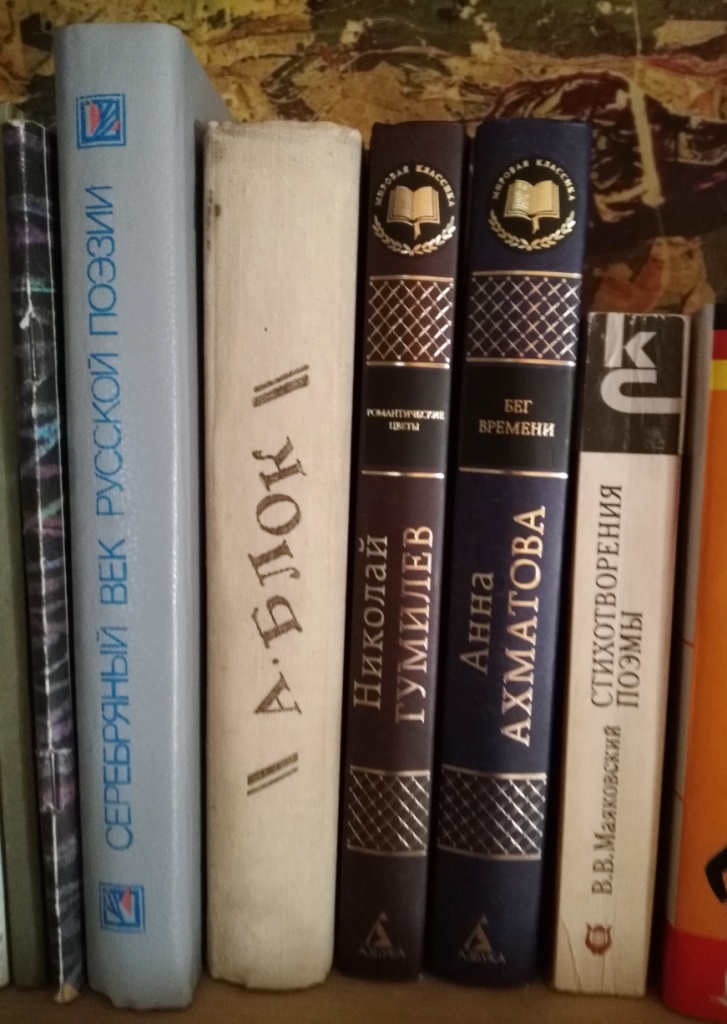 СЕРЕБРЯНЫЙ ВЕК РУССКОЙ ПОЭЗИИ
А·БЛОК
МИРОВАЯ КЛАССИКА
РОМАНТИЧЕСКИЕ
ЦВЕТЫ
Николай
ГУМИЛЕВ
АЗБУКА
МИРОВАЯ КЛАССИКА
БЕГ
ВРЕМЕНИ
Анна
АХМАТОВА
АЗБУКА
В.В.Маяковский
СТИХОТВОРЕНИЯ
ПОЭМЫ